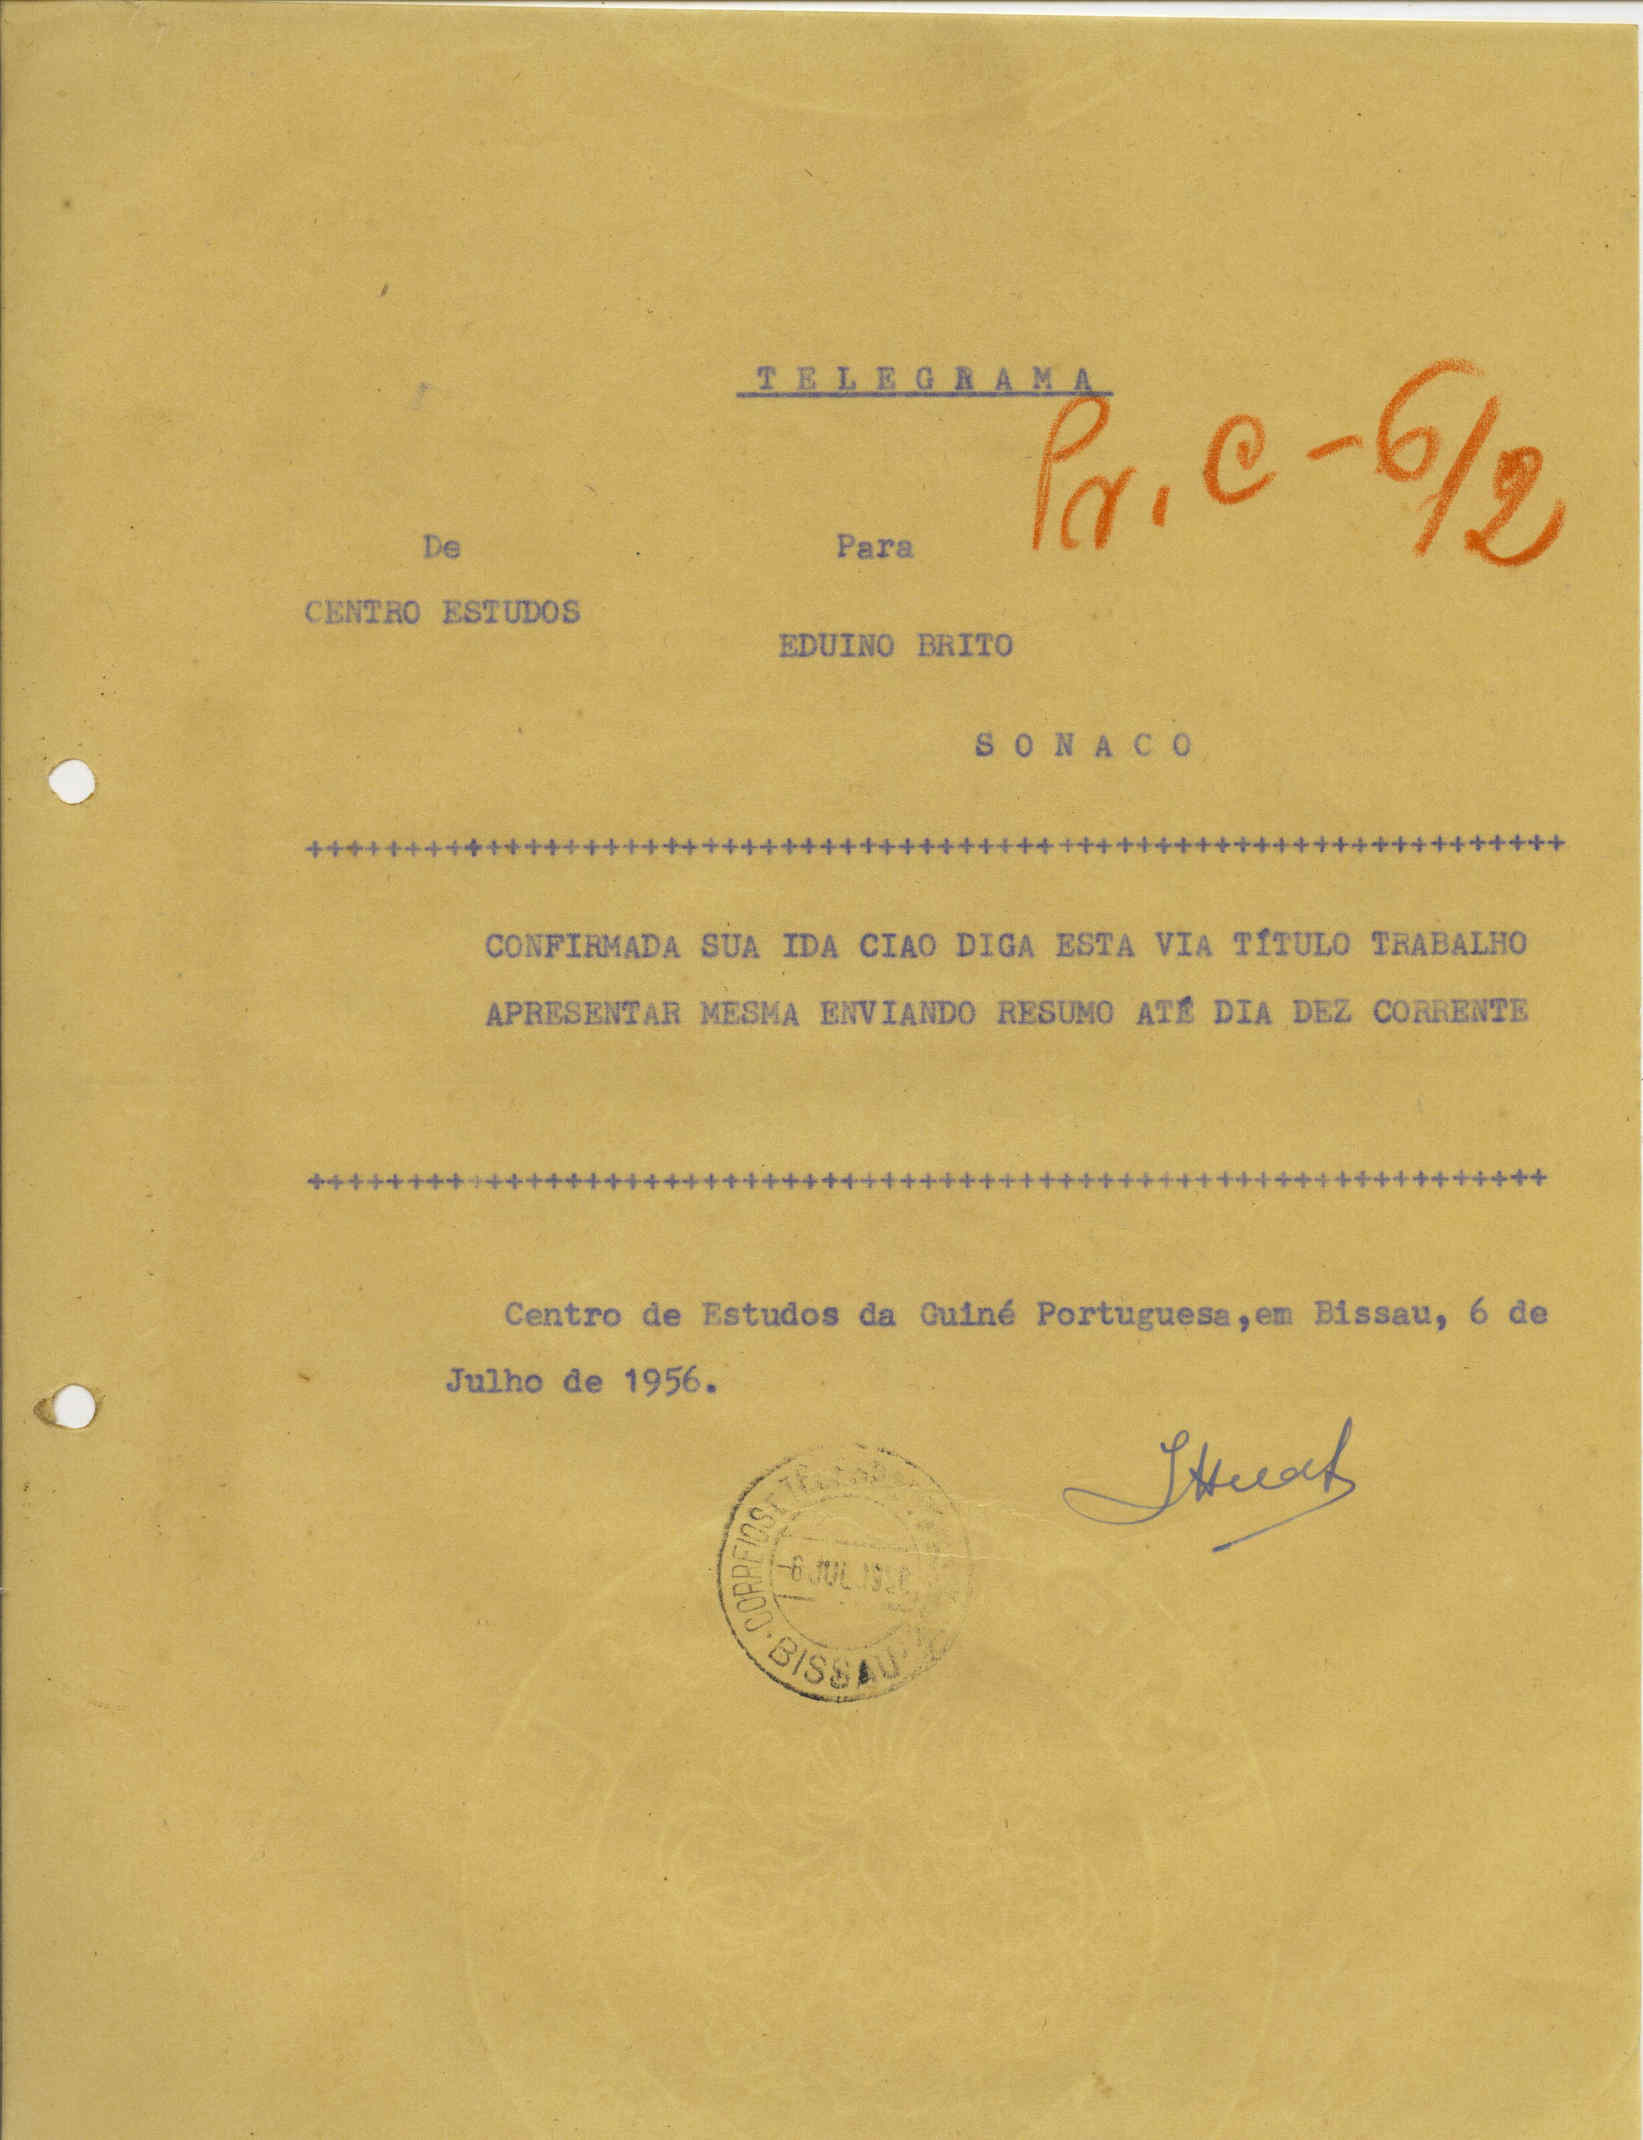 TELEGRAMA
Pr. C-6/2
De
Para
CENTRO ESTUDOS
EDUINO BRITO
SONACO
++++++++++++++++++++++++++++++++++++++++++++++++++++++++++++++++
CONFIRMADA SUA IDA CIAO DIGA ESTA VIA TÍTULO TRABALHO
APRESENTAR MESMA ENVIANDO RESUMO ATÉ DIA DEZ CORRENTE
+++++++++++++++++++++++++++++++++++++++++++++++++++++++++++++++
Centro de Estudos da Guiné Portuguesa,em Bissau, 6 de
Julho de 1956.
CORREIOS E
-6 JUL.
BISSAU